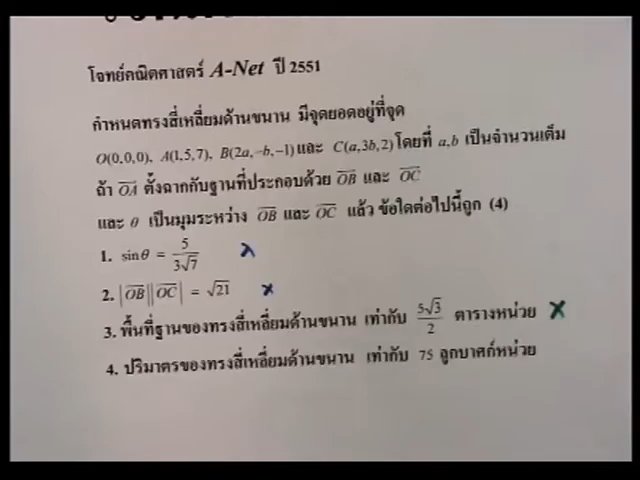 โจทย์คณิตศาสตร์ A-Net ปี 2551
กำหนดทรงสี่เหลี่ยมด้านขนาน มีจุดยอดอยู่ที่จุด
O(0,0,0), A(1,5,7), B(2a,-b,-1) และ C(a,3b,2) โดยที่ a,b เป็นจำนวนเต็ม
ถ้า \overline{OA} ตั้งฉากกับฐานที่ประกอบด้วย \overline{OB} และ \overline{OC}
และ θ เป็นมุมระหว่าง \overline{OB} และ \overline{OC} แล้ว ข้อใดต่อไปนี้ถูก (4)
1. sin θ = 5/(3√7) ✗
2. |\overline{OB}||\overline{OC}| = √21 ✗
3. พื้นที่ฐานของทรงสี่เหลี่ยมด้านขนาน เท่ากับ 5√3/2 ตารางหน่วย ✗
4. ปริมาตรของทรงสี่เหลี่ยมด้านขนาน เท่ากับ 75 ลูกบาศก์หน่วย